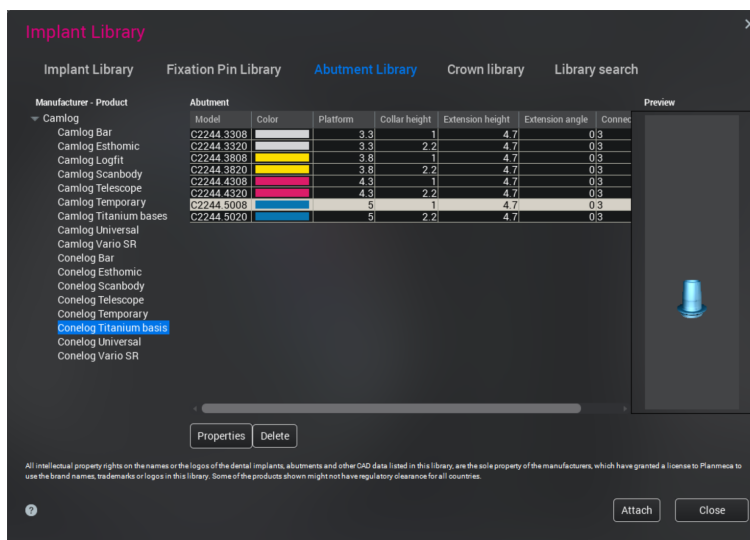 Implant Library
Implant Library Fixation Pin Library Abutment Library Crown library Library search
Manufacturer - Product Abutment Preview
Camlog
Camlog Bar
Camlog Esthomic
Camlog Logfit
Camlog Scanbody
Camlog Telescope
Camlog Temporary
Camlog Titanium bases
Camlog Universal
Camlog Vario SR
Conelog Bar
Conelog Esthomic
Conelog Scanbody
Conelog Telescope
Conelog Temporary
Conelog Titanium basis
Conelog Universal
Conelog Vario SR
Model Color Platform Collar height Extension height Extension angle Connec
C2244.3308 3.3 1 4.7 0 3
C2244.3320 3.3 2.2 4.7 0 3
C2244.3808 3.8 1 4.7 0 3
C2244.3820 3.8 2.2 4.7 0 3
C2244.4308 4.3 1 4.7 0 3
C2244.4320 4.3 2.2 4.7 0 3
C2244.5008 5 1 4.7 0 3
C2244.5020 5 2.2 4.7 0 3
Properties Delete
All intellectual property rights on the names or the logos of the dental implants, abutments and other CAD data listed in this library, are the sole property of the manufacturers, which have granted a license to Planmeca to
use the brand names, trademarks or logos in this library. Some of the products shown might not have regulatory clearance for all countries.
? Attach Close